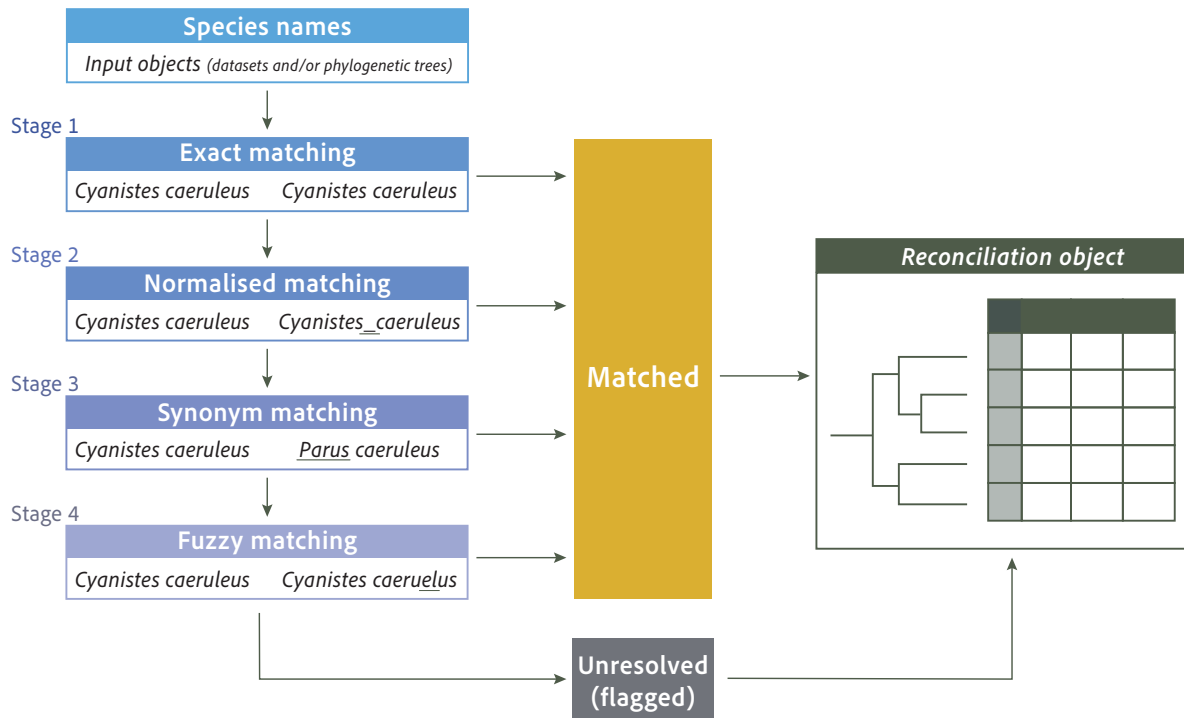 Species names
Input objects (datasets and/or phylogenetic trees)
Stage 1
Exact matching
Cyanistes caeruleus Cyanistes caeruleus
Stage 2
Normalised matching
Cyanistes caeruleus Cyanistes_caeruleus
Stage 3
Synonym matching
Cyanistes caeruleus Parus caeruleus
Stage 4
Fuzzy matching
Cyanistes caeruleus Cyanistes caeruelus
Matched
Unresolved
(flagged)
Reconciliation object